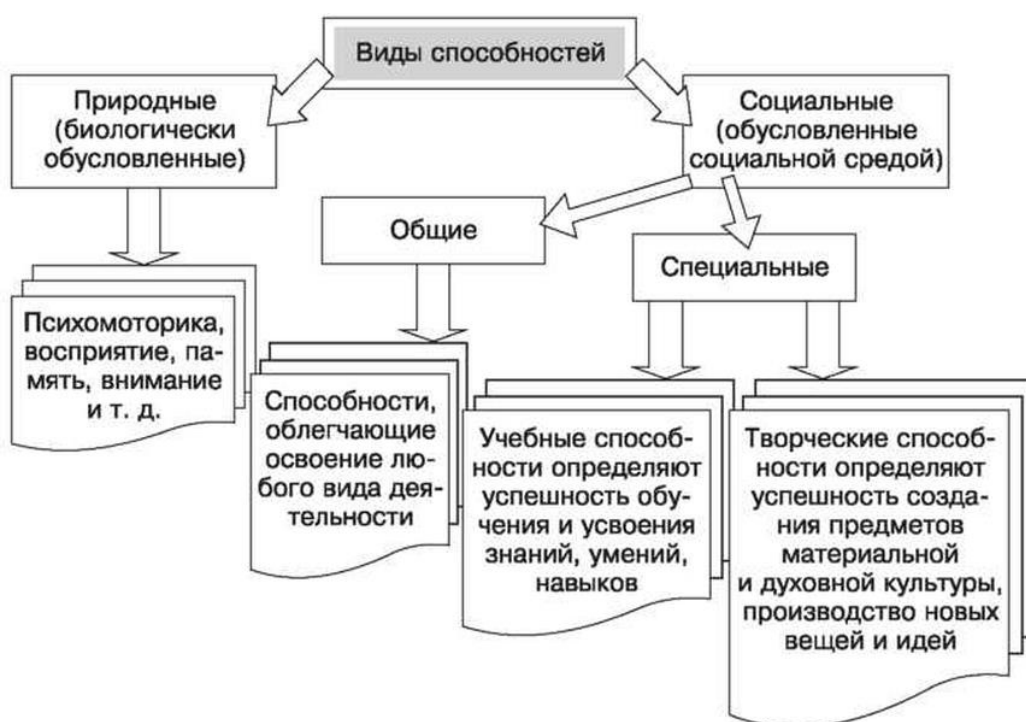 Виды способностей
Природные
(биологически
обусловленные)
Социальные
(обусловленные
социальной средой)
Общие
Специальные
Психомоторика,
восприятие, па-
мять, внимание
и т. д.
Способности,
облегчающие
освоение лю-
бого вида дея-
тельности
Учебные способ-
ности определяют
успешность обу-
чения и усвоения
знаний, умений,
навыков
Творческие способ-
ности определяют
успешность созда-
ния предметов
материальной
и духовной культуры,
производство новых
вещей и идей